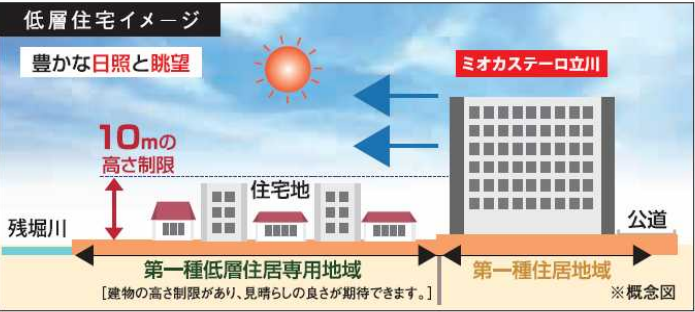 低層住宅イメージ
豊かな日照と眺望
ミオカステーロ立川
10mの
高さ制限
住宅地
残堀川
公道
第一種低層住居専用地域
第一種住居地域
[建物の高さ制限があり、見晴らしの良さが期待できます。]
※概念図